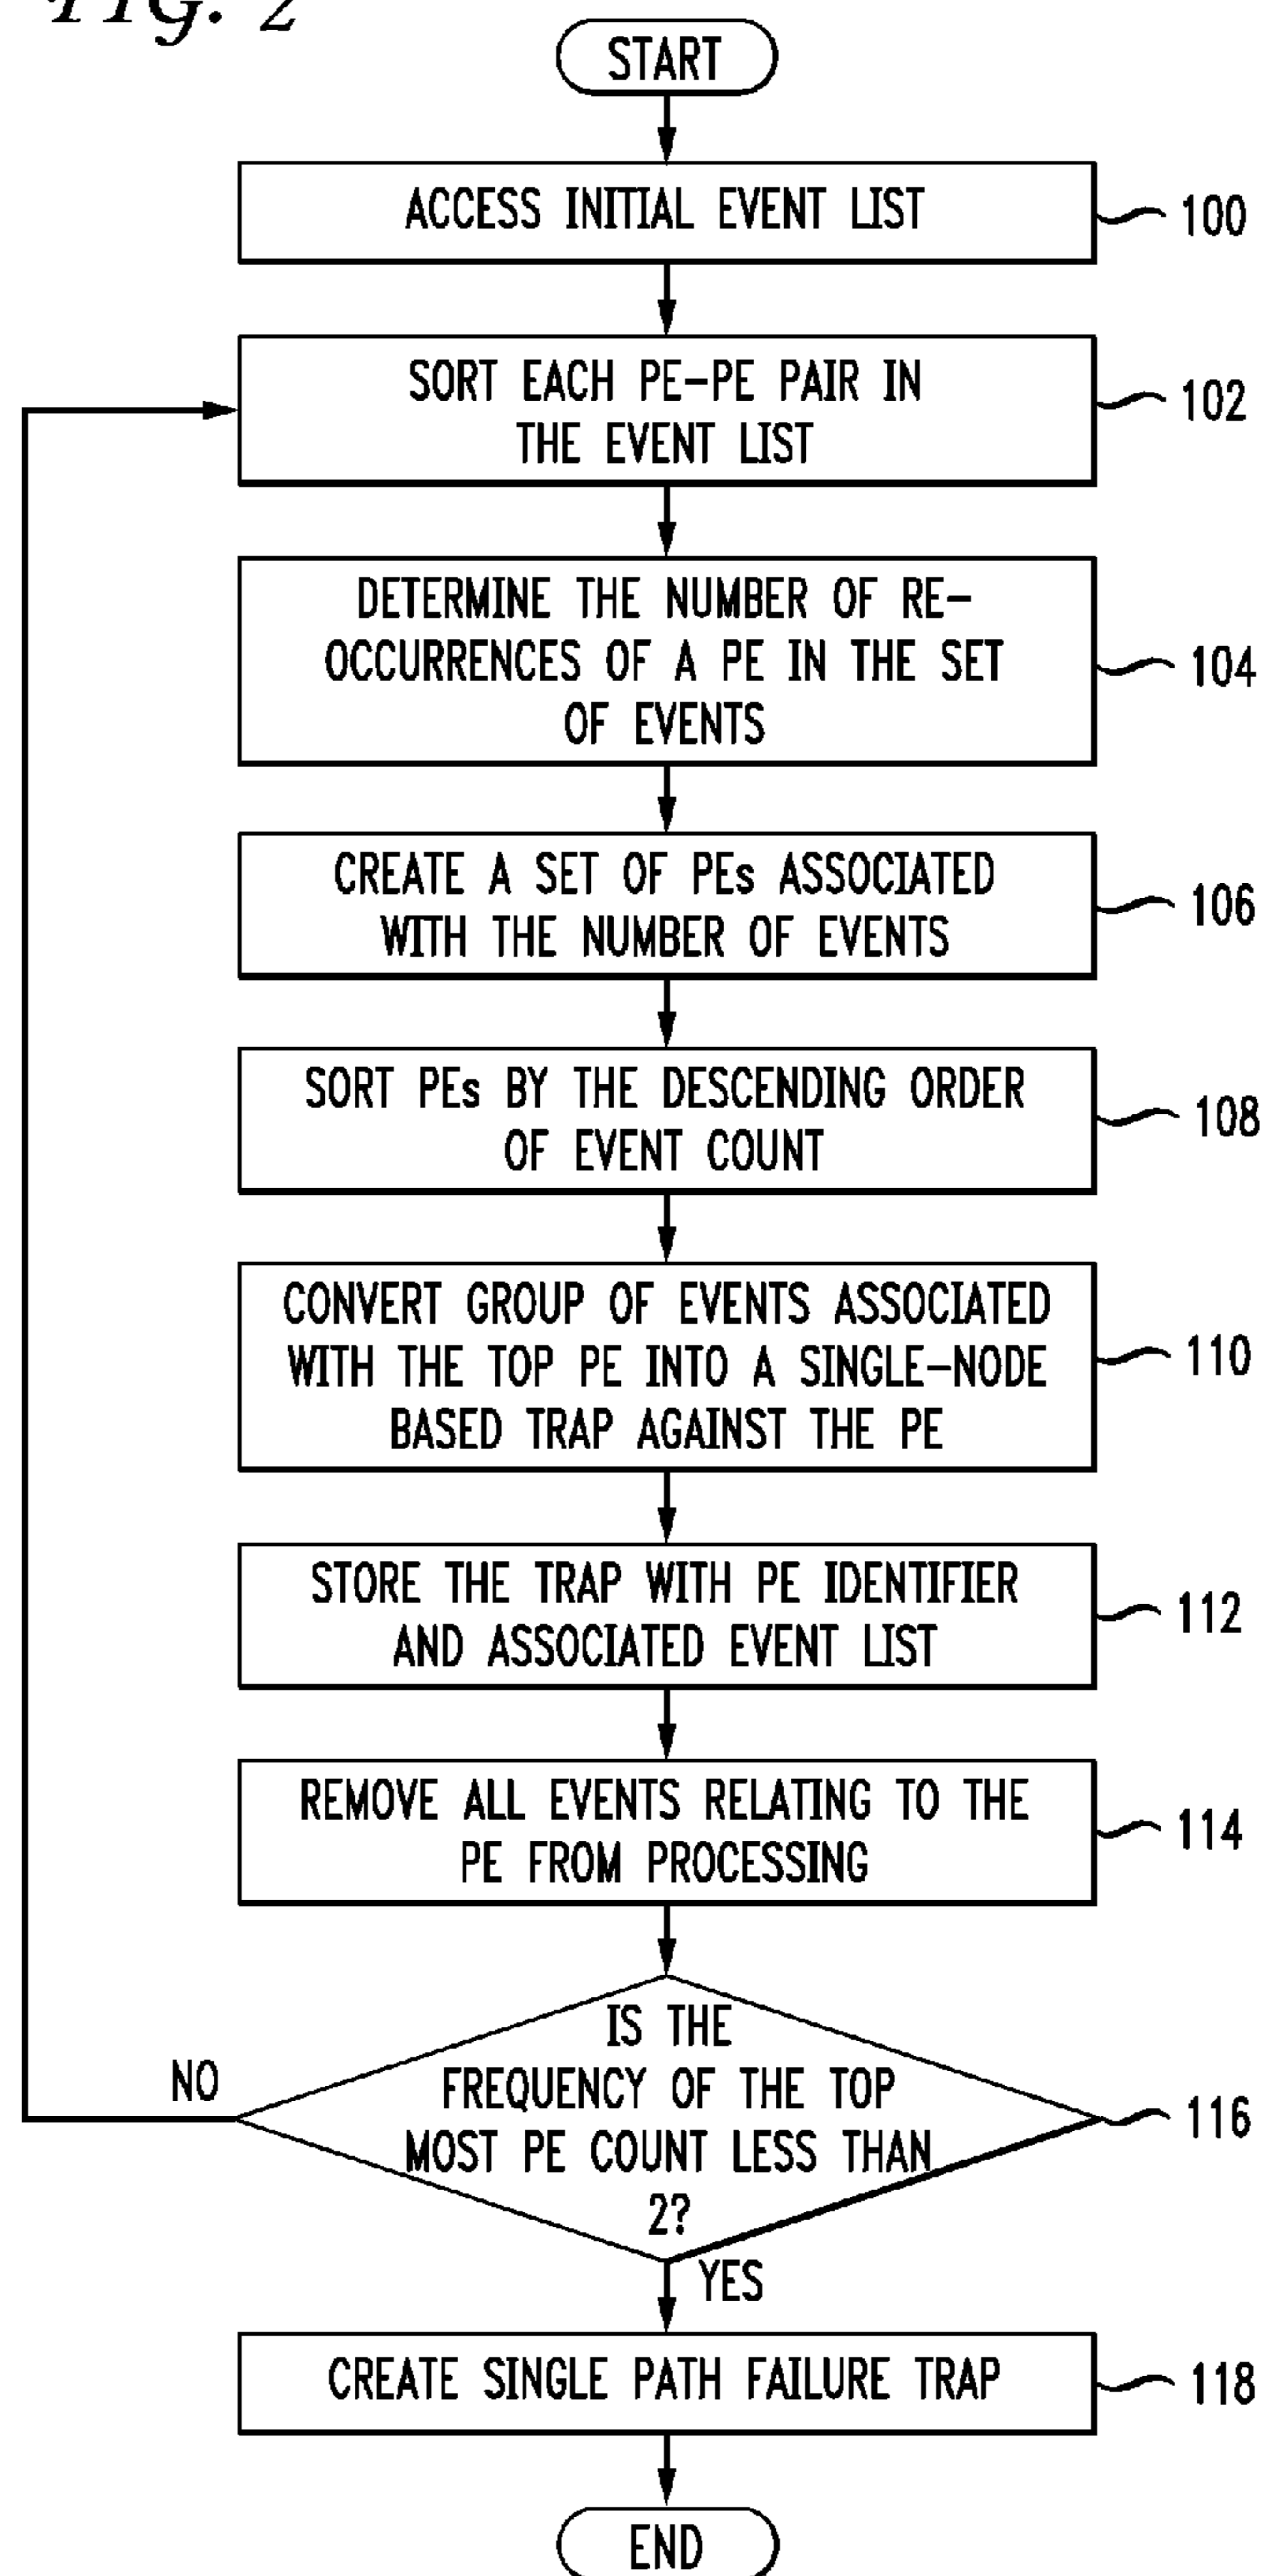 FIG. 2
START
ACCESS INITIAL EVENT LIST
100
SORT EACH PE-PE PAIR IN
THE EVENT LIST
102
DETERMINE THE NUMBER OF RE-
OCCURRENCES OF A PE IN THE SET
OF EVENTS
104
CREATE A SET OF PEs ASSOCIATED
WITH THE NUMBER OF EVENTS
106
SORT PEs BY THE DESCENDING ORDER
OF EVENT COUNT
108
CONVERT GROUP OF EVENTS ASSOCIATED
WITH THE TOP PE INTO A SINGLE-NODE
BASED TRAP AGAINST THE PE
110
STORE THE TRAP WITH PE IDENTIFIER
AND ASSOCIATED EVENT LIST
112
REMOVE ALL EVENTS RELATING TO THE
PE FROM PROCESSING
114
IS THE
FREQUENCY OF THE TOP
MOST PE COUNT LESS THAN
2?
116
NO
YES
CREATE SINGLE PATH FAILURE TRAP
118
END